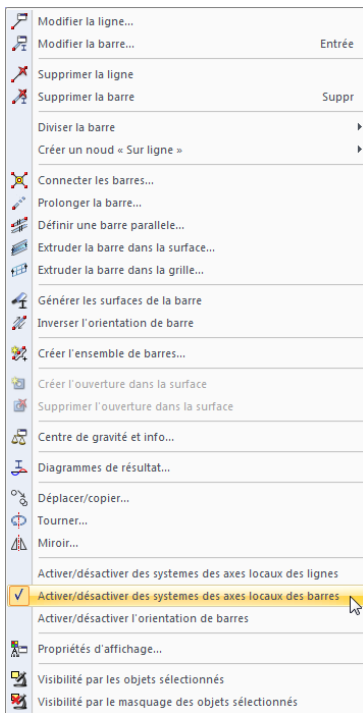 Modifier la ligne...
Modifier la barre... Entrée
Supprimer la ligne
Supprimer la barre Suppr
Diviser la barre
Créer un noud « Sur ligne »
Connecter les barres...
Prolonger la barre...
Définir une barre parallele...
Extruder la barre dans la surface...
Extruder la barre dans la grille...
Générer les surfaces de la barre
Inverser l'orientation de barre
Créer l'ensemble de barres...
Créer l'ouverture dans la surface
Supprimer l'ouverture dans la surface
Centre de gravité et info...
Diagrammes de résultat...
Déplacer/copier...
Tourner...
Miroir...
Activer/désactiver des systemes des axes locaux des lignes
Activer/désactiver des systemes des axes locaux des barres
Activer/désactiver l'orientation de barres
Propriétés d'affichage...
Visibilité par les objets sélectionnés
Visibilité par le masquage des objets sélectionnés